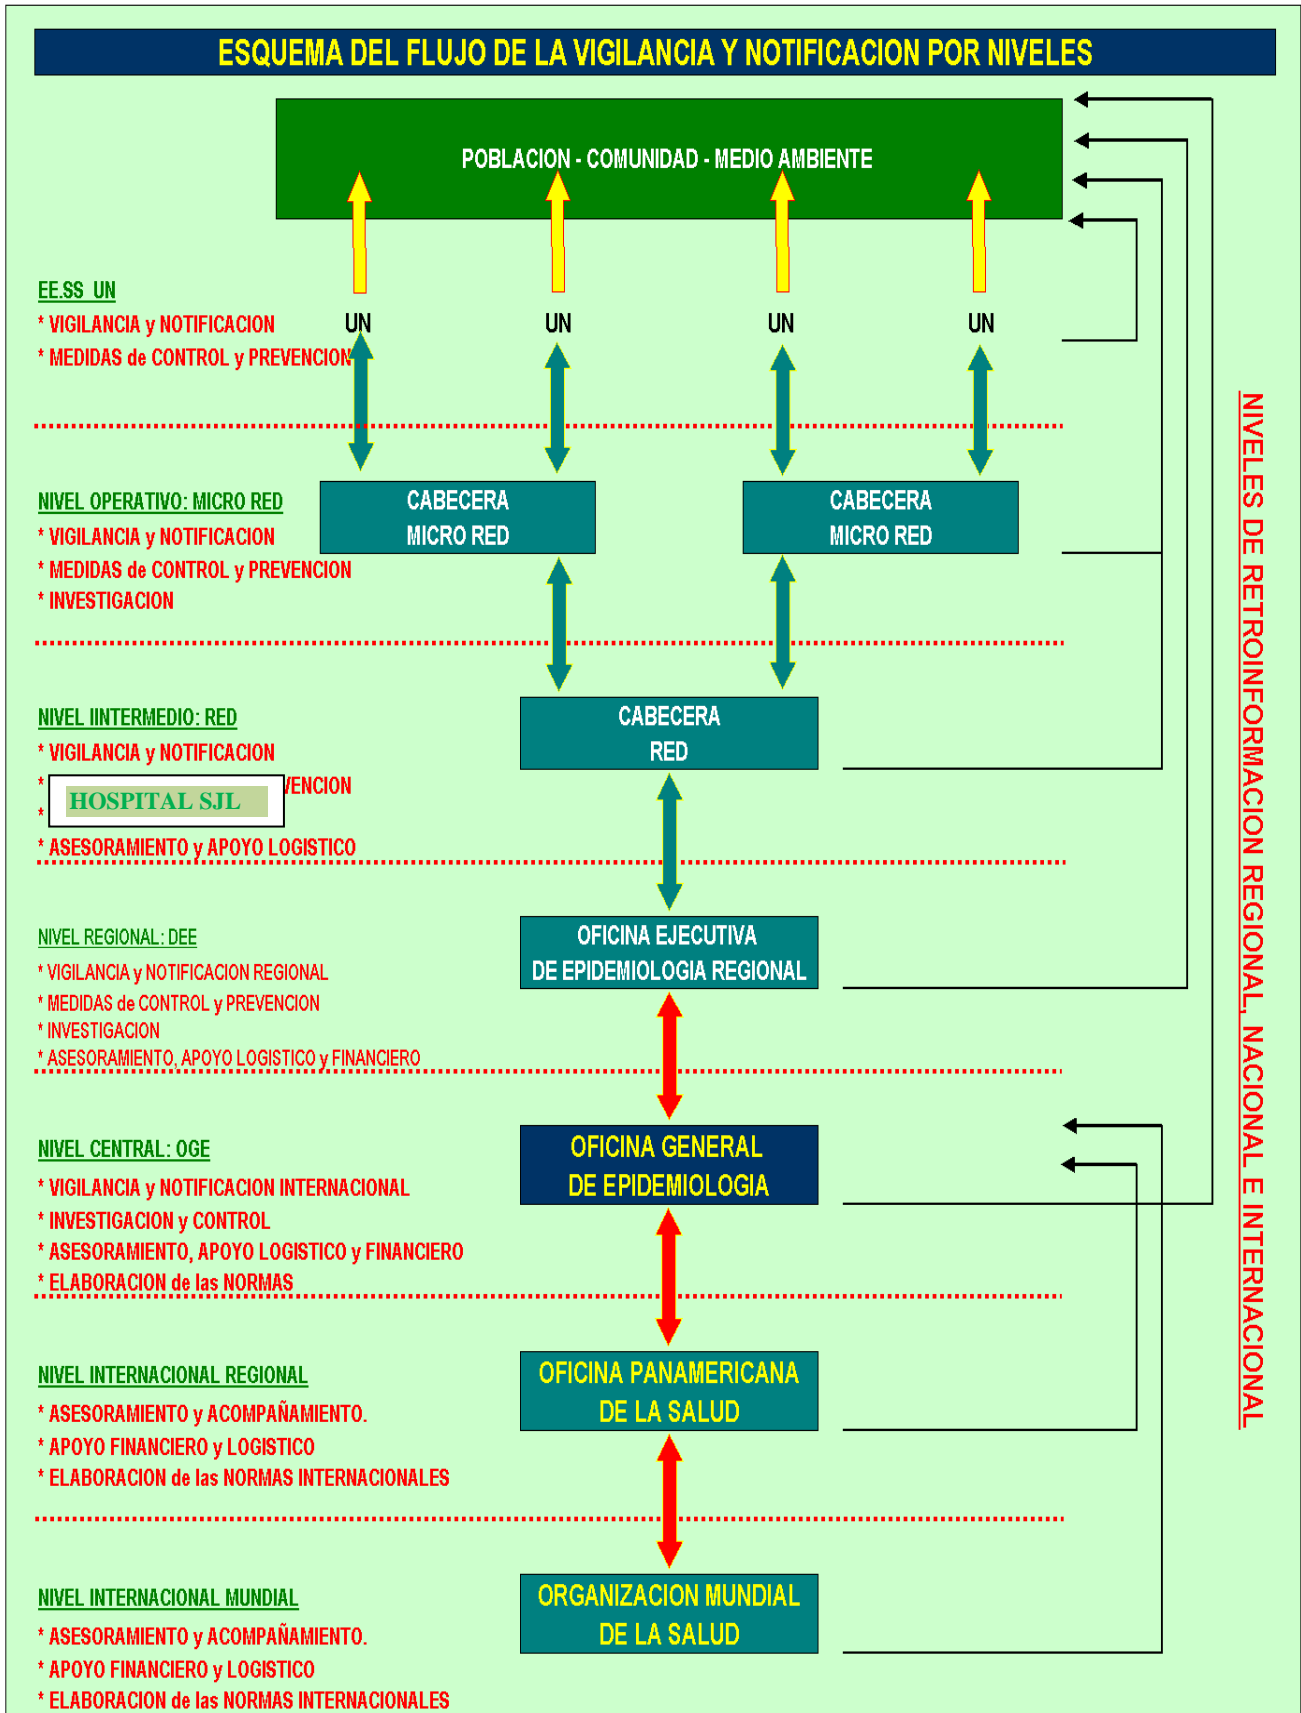 ESQUEMA DEL FLUJO DE LA VIGILANCIA Y NOTIFICACION POR NIVELES
POBLACION - COMUNIDAD - MEDIO AMBIENTE
EE.SS UN
* VIGILANCIA y NOTIFICACION
* MEDIDAS de CONTROL y PREVENCION
UN
UN
UN
UN
NIVEL OPERATIVO: MICRO RED
* VIGILANCIA y NOTIFICACION
* MEDIDAS de CONTROL y PREVENCION
* INVESTIGACION
CABECERA
MICRO RED
CABECERA
MICRO RED
NIVEL IINTERMEDIO: RED
* VIGILANCIA y NOTIFICACION
* VENCION
*
HOSPITAL SJL
* ASESORAMIENTO y APOYO LOGISTICO
CABECERA
RED
NIVEL REGIONAL: DEE
* VIGILANCIA y NOTIFICACION REGIONAL
* MEDIDAS de CONTROL y PREVENCION
* INVESTIGACION
* ASESORAMIENTO, APOYO LOGISTICO y FINANCIERO
OFICINA EJECUTIVA
DE EPIDEMIOLOGIA REGIONAL
NIVEL CENTRAL: OGE
* VIGILANCIA y NOTIFICACION INTERNACIONAL
* INVESTIGACION y CONTROL
* ASESORAMIENTO, APOYO LOGISTICO y FINANCIERO
* ELABORACION de las NORMAS
OFICINA GENERAL
DE EPIDEMIOLOGIA
NIVEL INTERNACIONAL REGIONAL
* ASESORAMIENTO y ACOMPAÑAMIENTO.
* APOYO FINANCIERO y LOGISTICO
* ELABORACION de las NORMAS INTERNACIONALES
OFICINA PANAMERICANA
DE LA SALUD
NIVEL INTERNACIONAL MUNDIAL
* ASESORAMIENTO y ACOMPAÑAMIENTO.
* APOYO FINANCIERO y LOGISTICO
* ELABORACION de las NORMAS INTERNACIONALES
ORGANIZACION MUNDIAL
DE LA SALUD
NIVELES DE RETROINFORMACION REGIONAL, NACIONAL E INTERNACIONAL